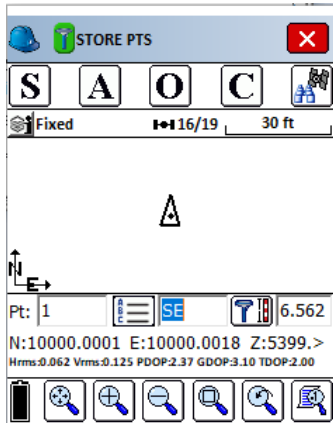 STORE PTS
S A O C
Fixed 16/19 30 ft
N
E
Pt: 1 A B C SE 6.562
N:10000.0001 E:10000.0018 Z:5399.>
Hrms:0.062 Vrms:0.125 PDOP:2.37 GDOP:3.10 TDOP:2.00